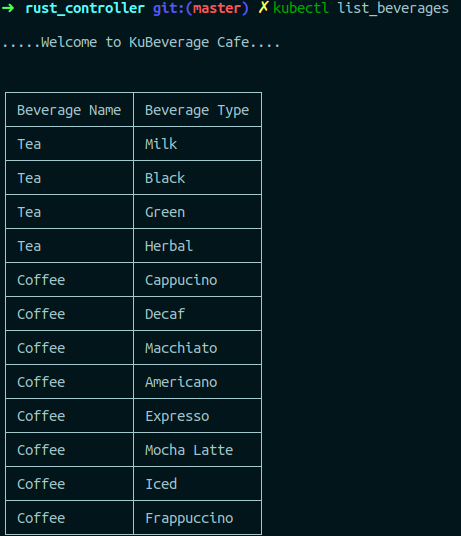 ➜ rust_controller git:(master) ✗kubectl list_beverages
.....Welcome to KuBeverage Cafe....
Beverage Name Beverage Type
Tea Milk
Tea Black
Tea Green
Tea Herbal
Coffee Cappucino
Coffee Decaf
Coffee Macchiato
Coffee Americano
Coffee Expresso
Coffee Mocha Latte
Coffee Iced
Coffee Frappuccino